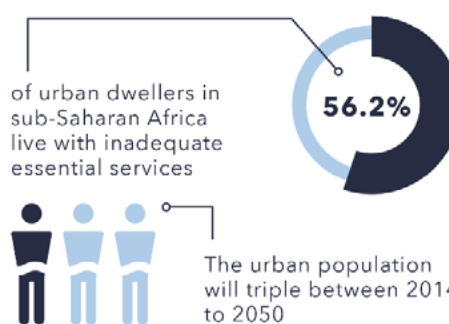 56.2%
of urban dwellers in
sub-Saharan Africa
live with inadequate
essential services
The urban population
will triple between 2014
to 2050